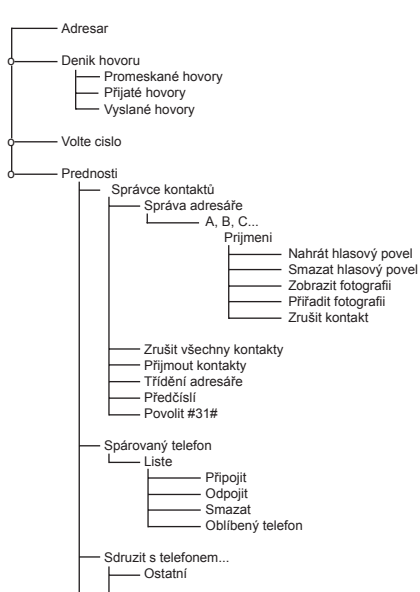 Adresar
Denik hovoru
Promeskané hovory
Přijaté hovory
Vyslané hovory
Volte cislo
Prednosti
Správce kontaktů
Správa adresáře
A, B, C...
Prijmeni
Nahrát hlasový povel
Smazat hlasový povel
Zobrazit fotografii
Přiřadit fotografii
Zrušit kontakt
Zrušit všechny kontakty
Přijmout kontakty
Třídění adresáře
Předčíslí
Povolit #31#
Spárovaný telefon
Liste
Připojit
Odpojit
Smazat
Oblíbený telefon
Sdruzit s telefonem...
Ostatní